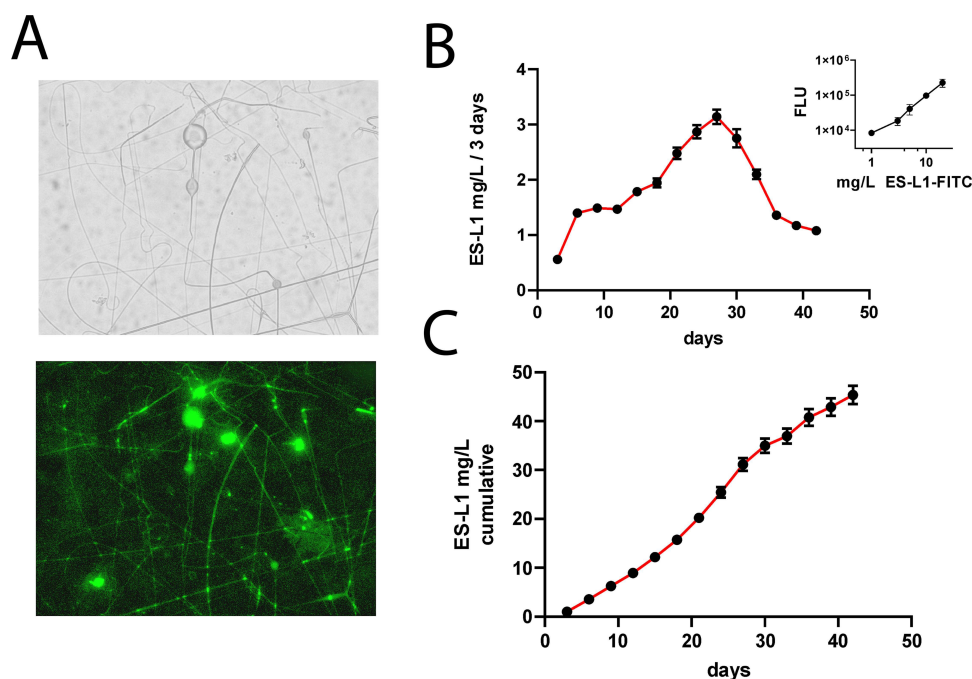 A
B
ES-L1 mg/L / 3 days
4
3
2
1
0
0 10 20 30 40 50
days
FLU
1×10⁶
1×10⁵
1×10⁴
1 10
mg/L ES-L1-FITC
C
ES-L1 mg/L
cumulative
50
40
30
20
10
0
0 10 20 30 40 50
days